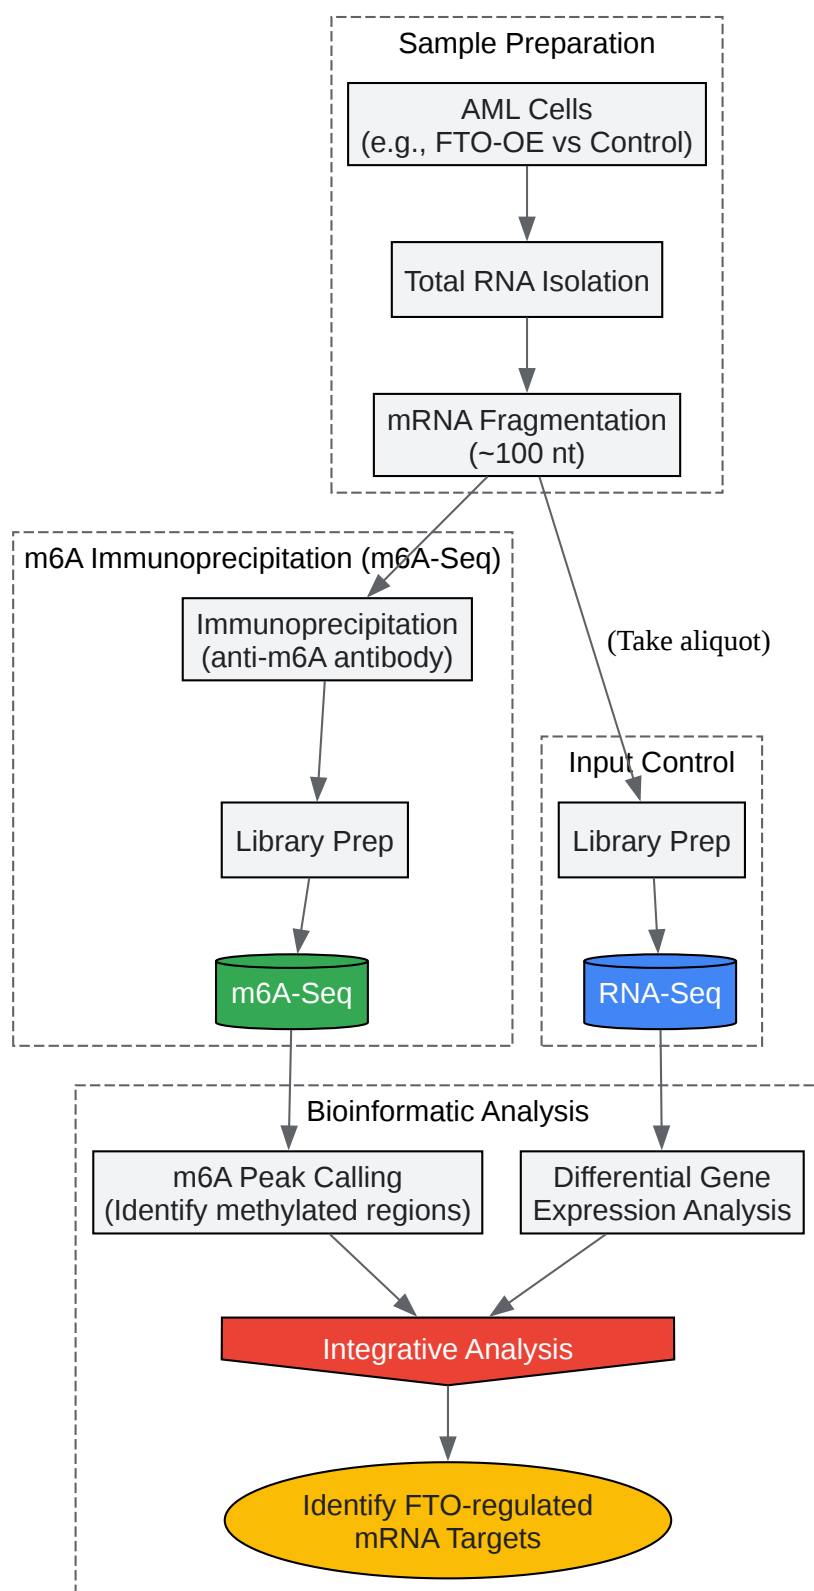 Sample Preparation
AML Cells
(e.g., FTO-OE vs Control)
Total RNA Isolation
mRNA Fragmentation
(~100 nt)
m6A Immunoprecipitation (m6A-Seq)
Immunoprecipitation
(anti-m6A antibody)
(Take aliquot)
Input Control
Library Prep
Library Prep
m6A-Seq
RNA-Seq
Bioinformatic Analysis
m6A Peak Calling
(Identify methylated regions)
Differential Gene
Expression Analysis
Integrative Analysis
Identify FTO-regulated
mRNA Targets